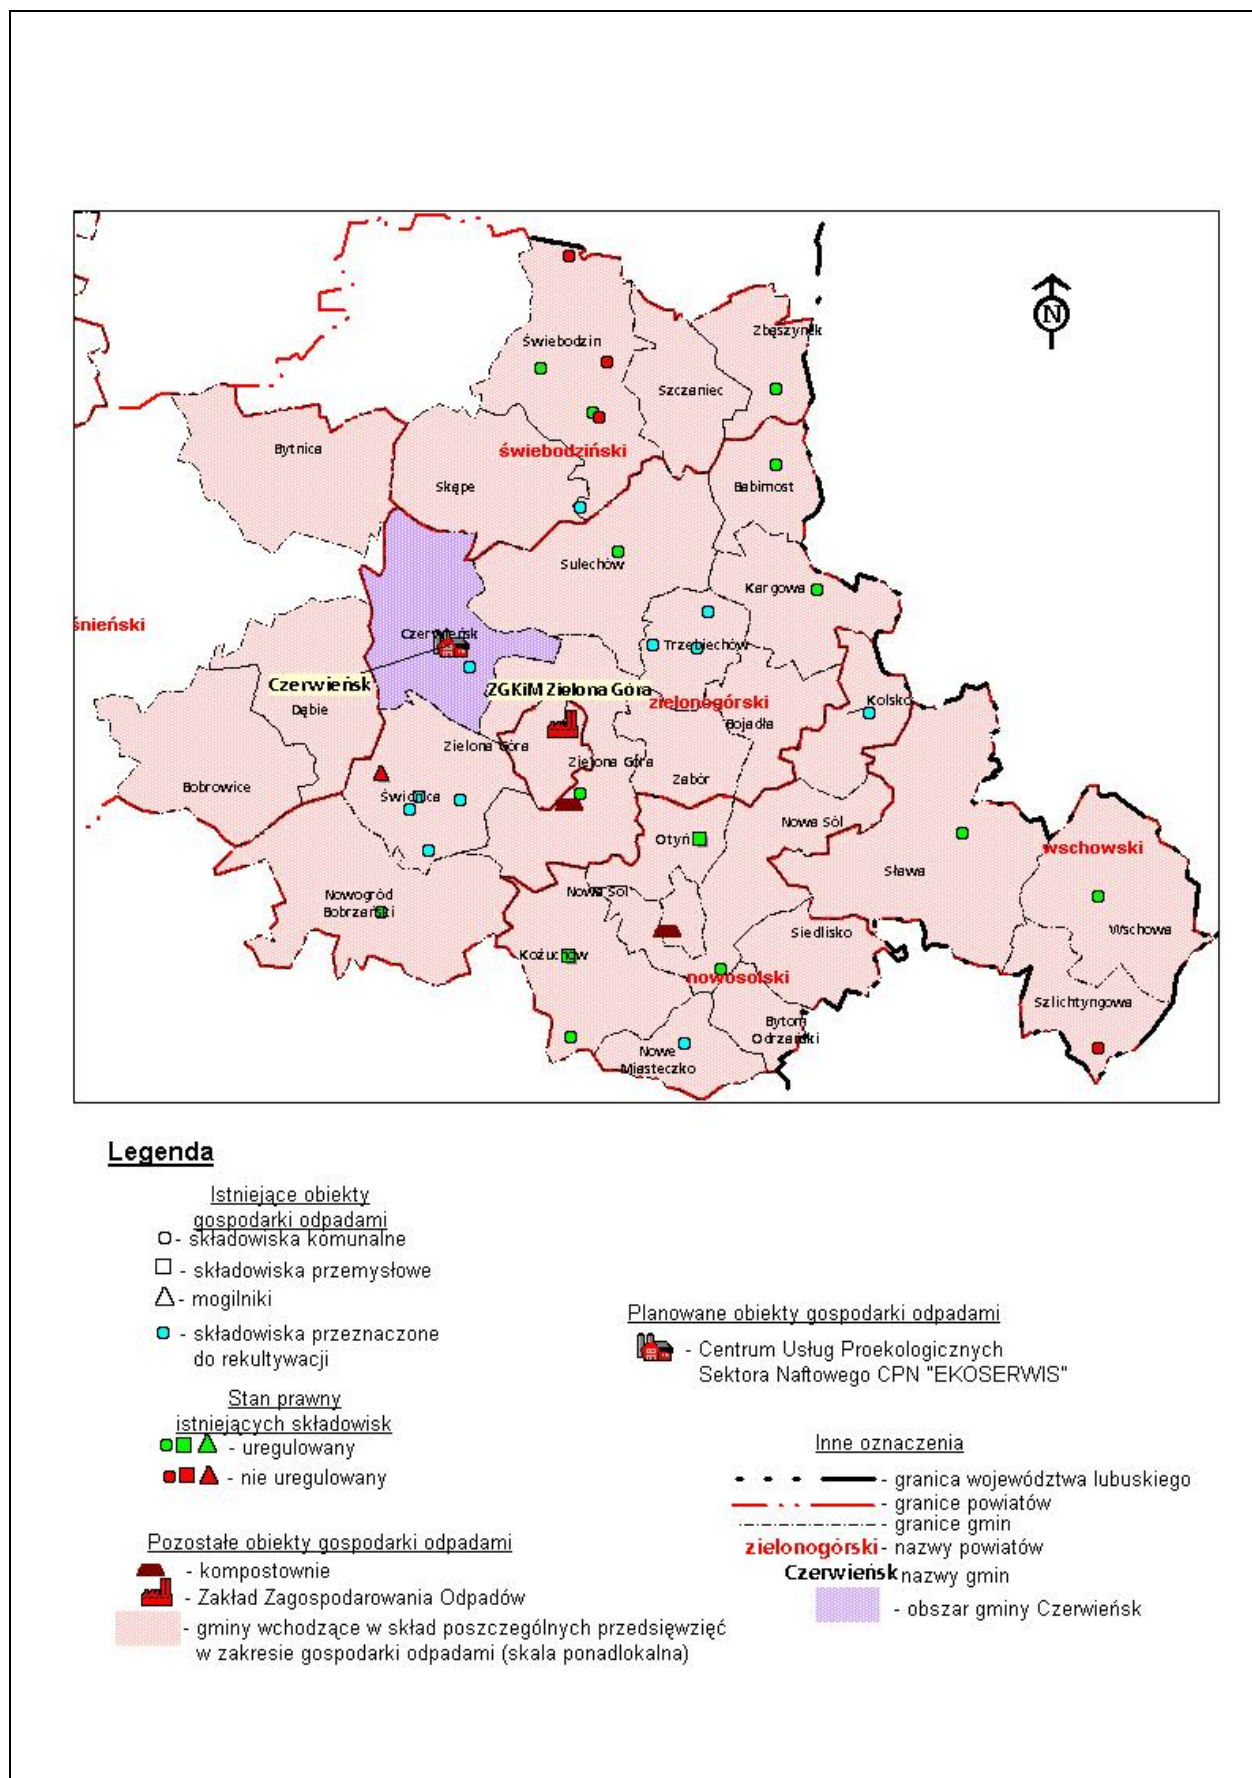 Zbęszynek
Świebodzin
Szczaniec
Bytnica
świebodziński
Skępe
Babimost
Sulechów
Kargowa
śnieński
Czerwieńsk
Trzebiechów
Czerwieńsk
ZGKiM Zielona Góra
zielonogórski
Kolsko
Dąbie
Bojadła
Zielona Góra
Zielona Góra
Zabór
Bobrowice
Świdnica
Nowa Sól
Otyń
wschowski
Sława
Nowogród
Bobrzański
Nowa Sól
Siedlisko
Wschowa
Kożuchów
nowosolski
Szlichtyngowa
Bytom
Odrzański
Nowe
Miasteczko
N
Legenda
Istniejące obiekty
gospodarki odpadami
- składowiska komunalne
- składowiska przemysłowe
- mogilniki
- składowiska przeznaczone
do rekultywacji
Stan prawny
istniejących składowisk
- uregulowany
- nie uregulowany
Pozostałe obiekty gospodarki odpadami
- kompostownie
- Zakład Zagospodarowania Odpadów
- gminy wchodzące w skład poszczególnych przedsięwzięć
w zakresie gospodarki odpadami (skala ponadlokalna)
Planowane obiekty gospodarki odpadami
- Centrum Usług Proekologicznych
Sektora Naftowego CPN "EKOSERWIS"
Inne oznaczenia
- granica województwa lubuskiego
- granice powiatów
- granice gmin
zielonogórski - nazwy powiatów
Czerwieńsk nazwy gmin
- obszar gminy Czerwieńsk